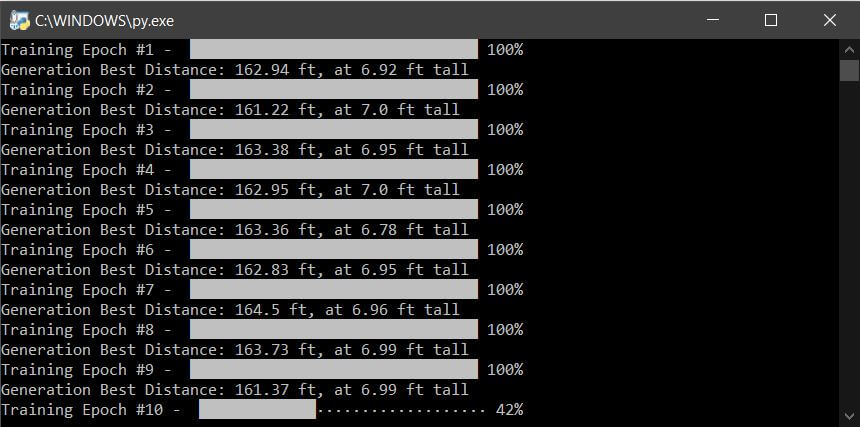 C:\WINDOWS\py.exe
Training Epoch #1 - 100%
Generation Best Distance: 162.94 ft, at 6.92 ft tall
Training Epoch #2 - 100%
Generation Best Distance: 161.22 ft, at 7.0 ft tall
Training Epoch #3 - 100%
Generation Best Distance: 163.38 ft, at 6.95 ft tall
Training Epoch #4 - 100%
Generation Best Distance: 162.95 ft, at 7.0 ft tall
Training Epoch #5 - 100%
Generation Best Distance: 163.36 ft, at 6.78 ft tall
Training Epoch #6 - 100%
Generation Best Distance: 162.83 ft, at 6.95 ft tall
Training Epoch #7 - 100%
Generation Best Distance: 164.5 ft, at 6.96 ft tall
Training Epoch #8 - 100%
Generation Best Distance: 163.73 ft, at 6.99 ft tall
Training Epoch #9 - 100%
Generation Best Distance: 161.37 ft, at 6.99 ft tall
Training Epoch #10 - ................... 42%